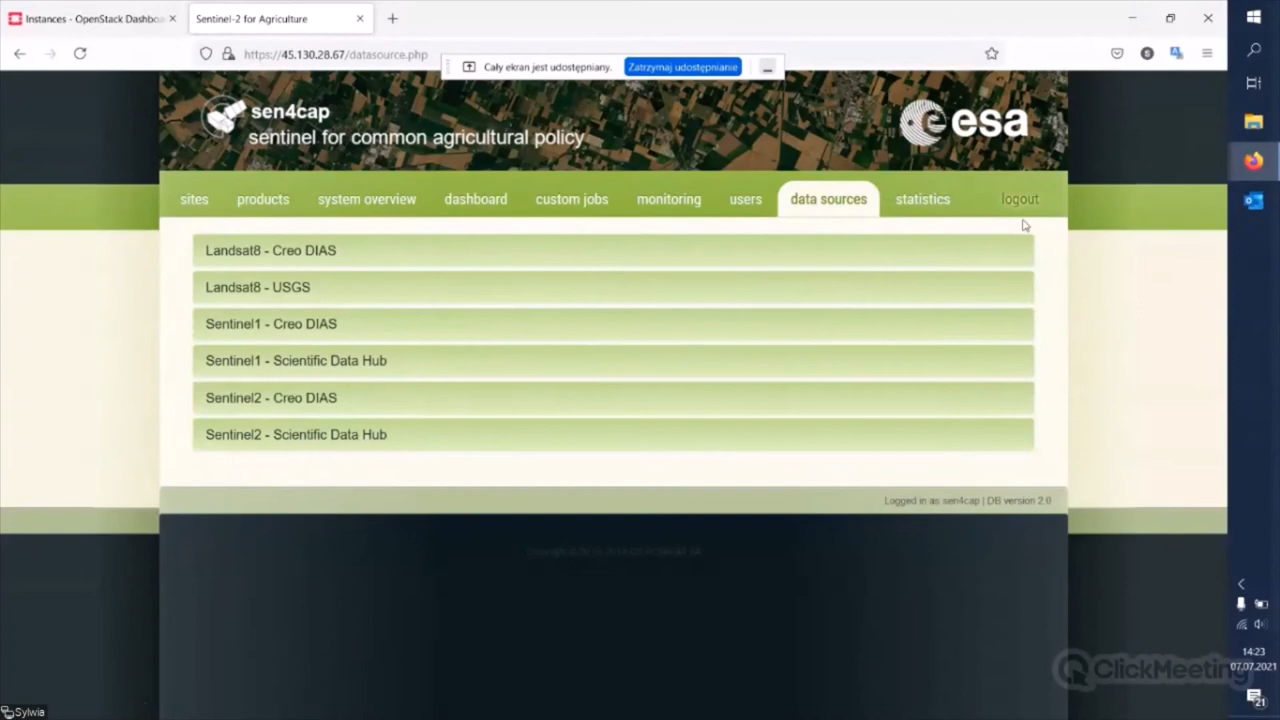 Instances - OpenStack Dashboa
Sentinel-2 for Agriculture
https://45.130.28.67/datasource.php
Cały ekran jest udostępniany.
Zatrzymaj udostępnianie
sen4cap
sentinel for common agricultural policy
esa
sites
products
system overview
dashboard
custom jobs
monitoring
users
data sources
statistics
logout
Landsat8 - Creo DIAS
Landsat8 - USGS
Sentinel1 - Creo DIAS
Sentinel1 - Scientific Data Hub
Sentinel2 - Creo DIAS
Sentinel2 - Scientific Data Hub
Logged in as sen4cap | DB version 2.0
ClickMeeting
14:23
07.07.2021
21
Sylwia